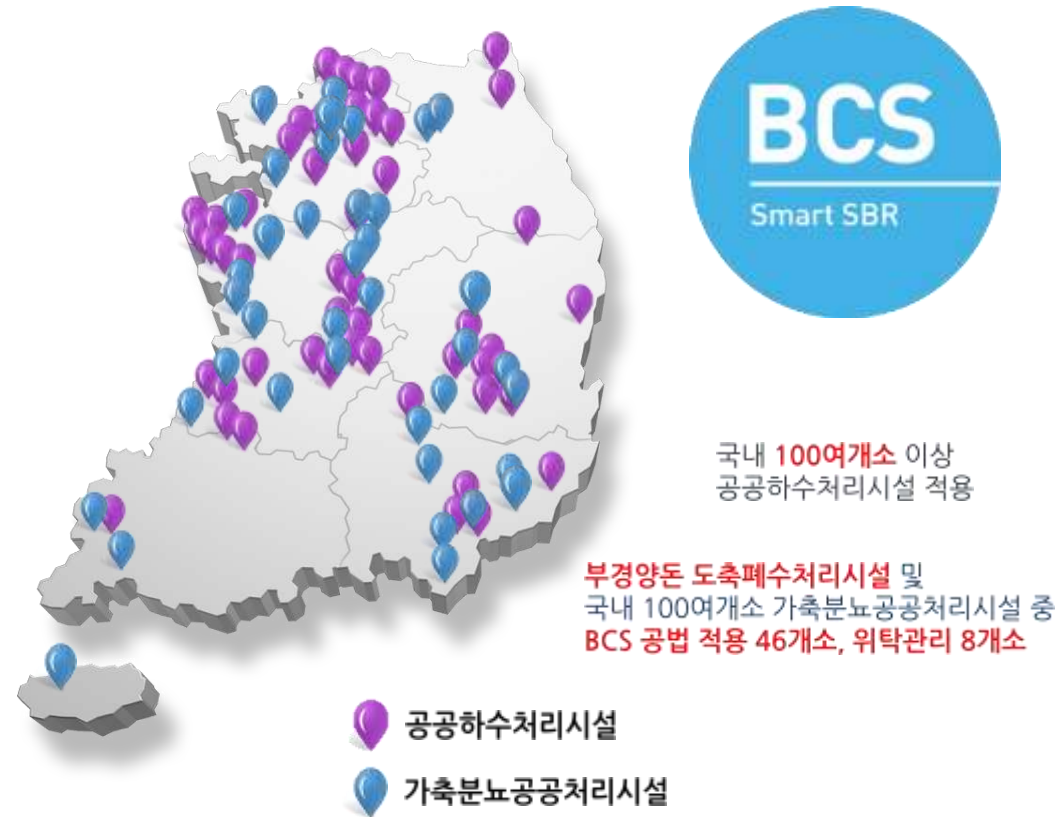 BCS
Smart SBR
국내 100여개소 이상
공공하수처리시설 적용
부경양돈 도축폐수처리시설 및
국내 100여개소 가축분뇨공공처리시설 중
BCS 공법 적용 46개소, 위탁관리 8개소
공공하수처리시설
가축분뇨공공처리시설